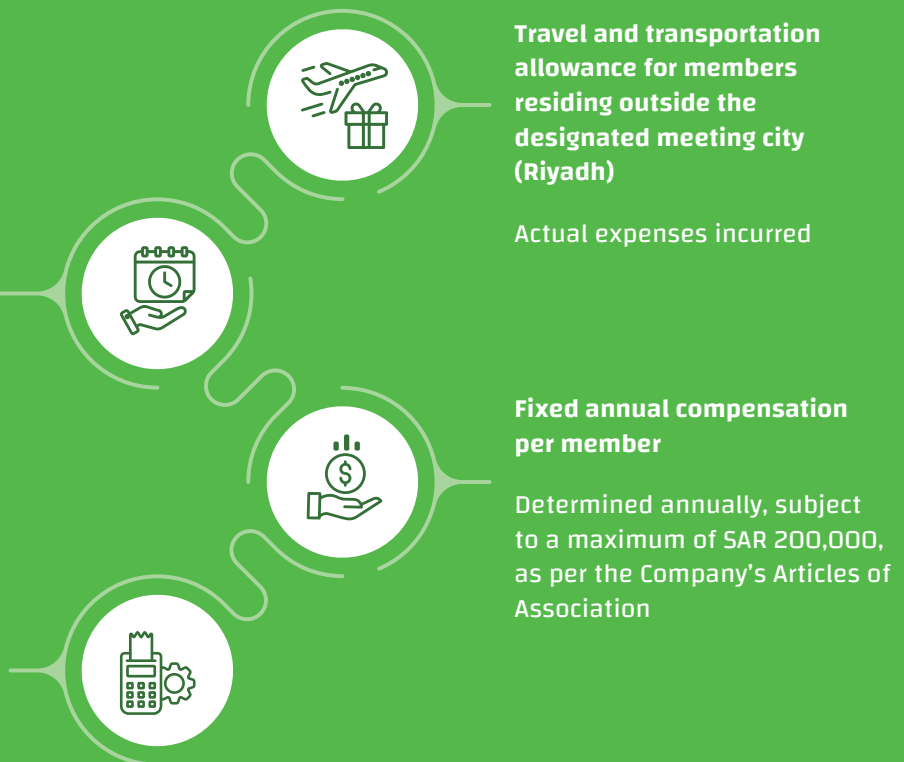 Travel and transportation
allowance for members
residing outside the
designated meeting city
(Riyadh)
Actual expenses incurred
Fixed annual compensation
per member
Determined annually, subject
to a maximum of SAR 200,000,
as per the Company’s Articles of
Association
$